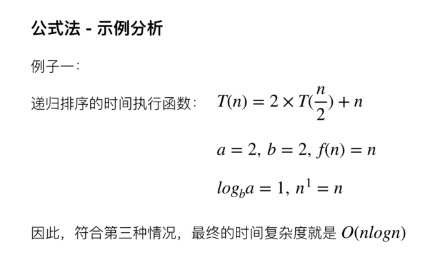 公式法 - 示例分析
例子一：
递归排序的时间执行函数： T(n) = 2 × T(n/2) + n
a = 2, b = 2, f(n) = n
log_b a = 1, n^1 = n
因此，符合第三种情况，最终的时间复杂度就是 O(nlogn)